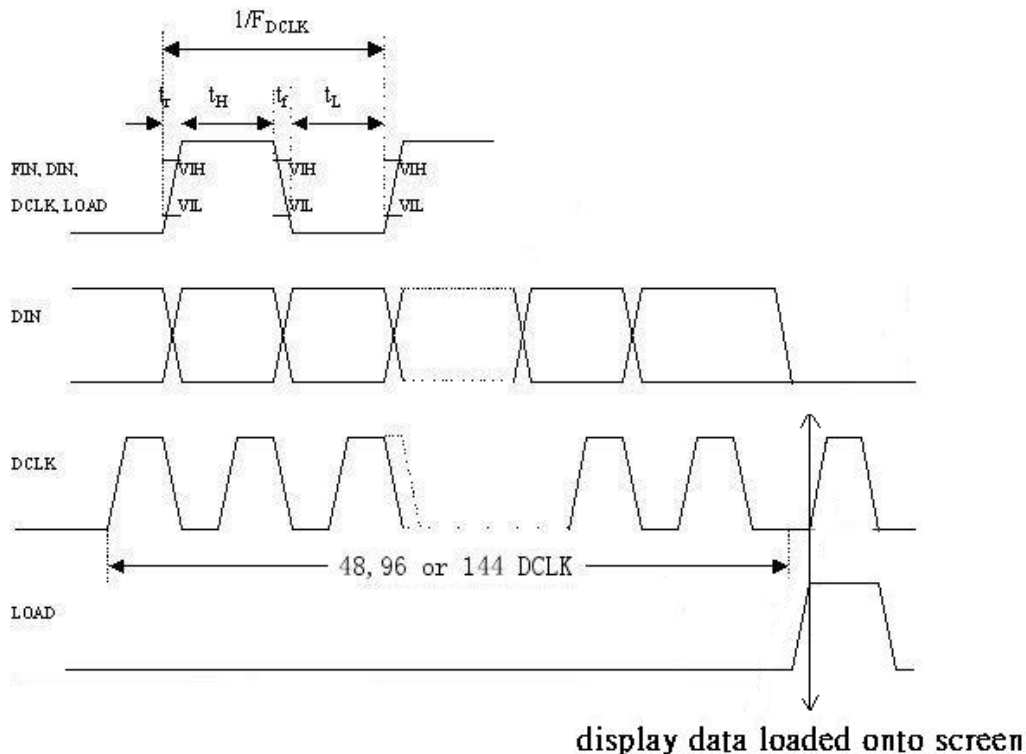 1/FDCLK
tr tH tf tL
FIN, DIN,
DCLK, LOAD
VIH VIH VIH
VIL VIL VIL
DIN
DCLK
48, 96 or 144 DCLK
LOAD
display data loaded onto screen